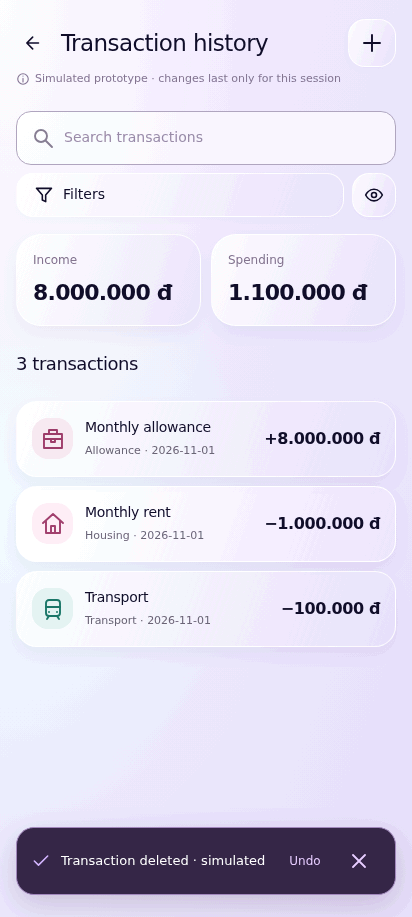 Transaction history
Simulated prototype · changes last only for this session
Search transactions
Filters
Income
8.000.000 đ
Spending
1.100.000 đ
3 transactions
Monthly allowance
Allowance · 2026-11-01
+8.000.000 đ
Monthly rent
Housing · 2026-11-01
−1.000.000 đ
Transport
Transport · 2026-11-01
−100.000 đ
Transaction deleted · simulated
Undo